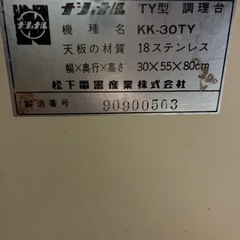 ナショナル TY型 調理台
機種名 KK-30TY
天板の材質 18ステンレス
幅×奥行×高さ 30×55×80cm
松下電器産業株式会社
製造番号 90900503